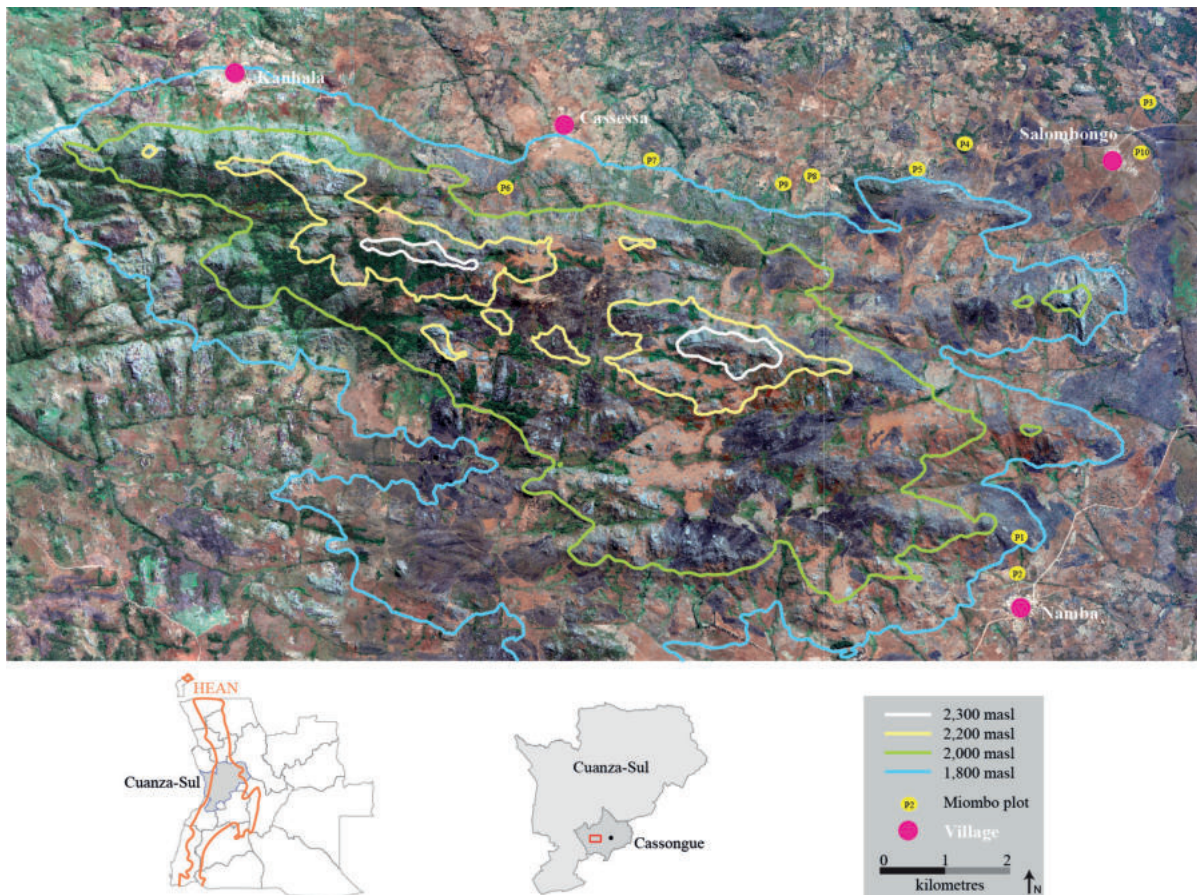 Kanhala
Cassessa
P3
Salombongo
P4
P10
P7
P5
P8
P9
P6
P1
P2
Namba
HEAN
Cuanza-Sul
Cuanza-Sul
Cassongue
2,300 masl
2,200 masl
2,000 masl
1,800 masl
P2 Miombo plot
Village
0 1 2
kilometres
N